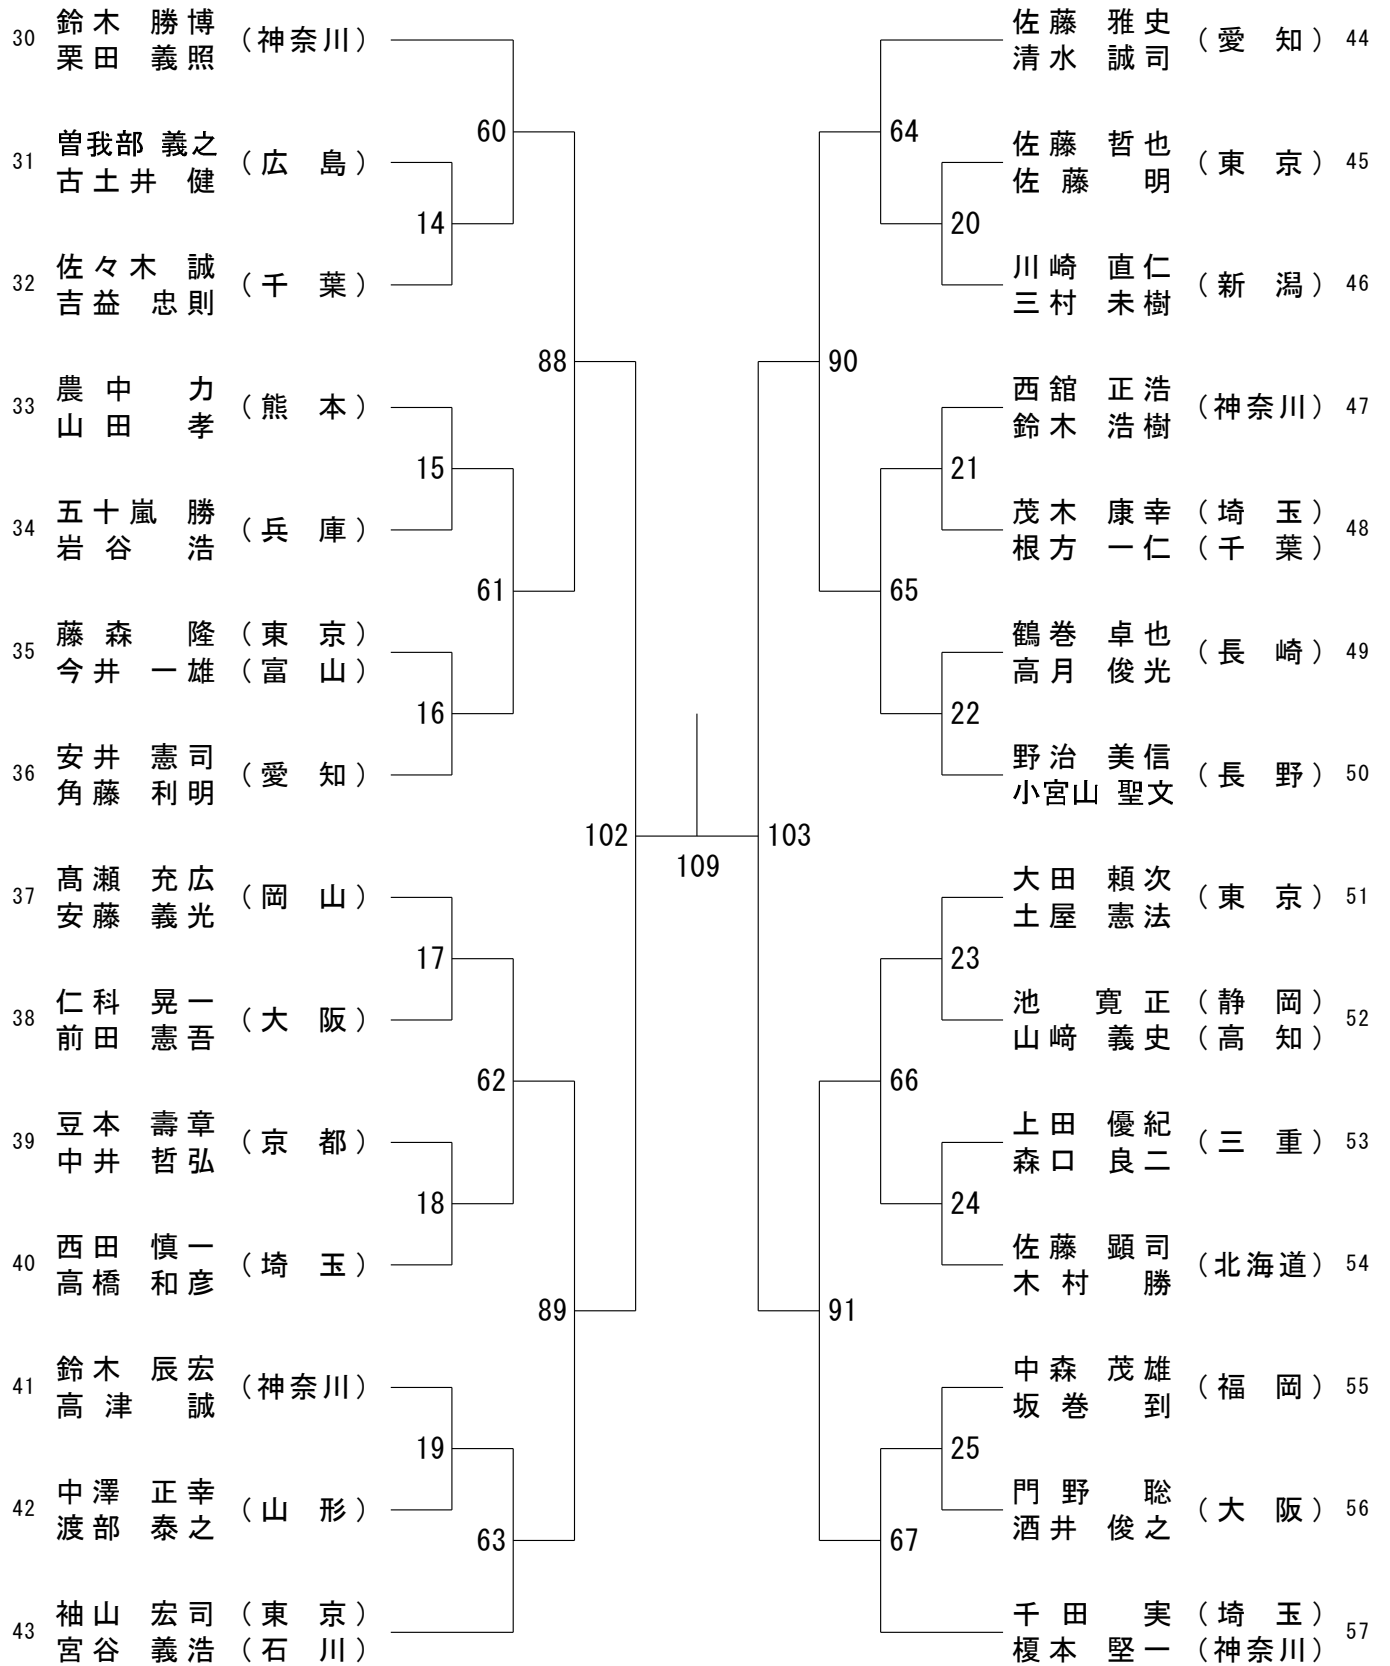 30 鈴木 勝博 (神奈川)
栗田 義照
31 曽我部 義之 (広 島)
古土井 健
32 佐々木 誠 (千 葉)
吉益 忠則
33 農中 力 (熊 本)
山田 孝
34 五十嵐 勝 (兵 庫)
岩谷 浩
35 藤森 隆 (東 京)
今井 一雄 (富 山)
36 安井 憲司 (愛 知)
角藤 利明
37 髙瀬 充広 (岡 山)
安藤 義光
38 仁科 晃一 (大 阪)
前田 憲吾
39 豆本 壽章 (京 都)
中井 哲弘
40 西田 慎一 (埼 玉)
高橋 和彦
41 鈴木 辰宏 (神奈川)
高津 誠
42 中澤 正幸 (山 形)
渡部 泰之
43 袖山 宏司 (東 京)
宮谷 義浩 (石 川)
60
14
88
15
61
16
102
17
62
18
89
19
63
109
64
20
90
21
65
22
103
23
66
24
91
25
67
佐藤 雅史 (愛 知) 44
清水 誠司
佐藤 哲也 (東 京) 45
佐藤 明
川崎 直仁 (新 潟) 46
三村 未樹
西舘 正浩 (神奈川) 47
鈴木 浩樹
茂木 康幸 (埼 玉) 48
根方 一仁 (千 葉)
鶴巻 卓也 (長 崎) 49
高月 俊光
野治 美信 (長 野) 50
小宮山 聖文
大田 頼次 (東 京) 51
土屋 憲法
池 寛正 (静 岡) 52
山﨑 義史 (高 知)
上田 優紀 (三 重) 53
森口 良二
佐藤 顕司 (北海道) 54
木村 勝
中森 茂雄 (福 岡) 55
坂巻 到
門野 聡 (大 阪) 56
酒井 俊之
千田 実 (埼 玉) 57
榎本 堅一 (神奈川)